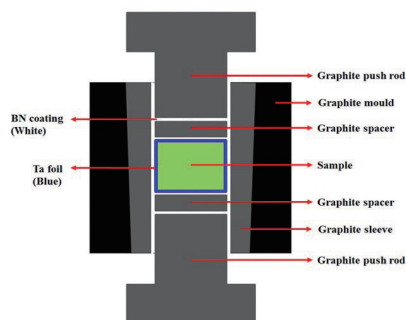 Graphite push rod
Graphite mould
BN coating
(White)
Graphite spacer
Ta foil
(Blue)
Sample
Graphite spacer
Graphite sleeve
Graphite push rod